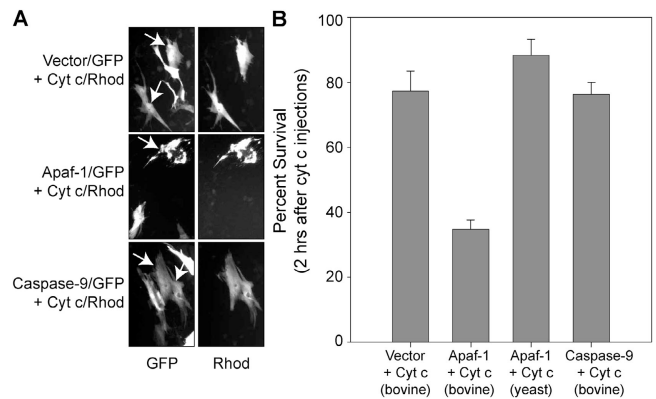 A
Vector/GFP
+ Cyt c/Rhod
Apaf-1/GFP
+ Cyt c/Rhod
Caspase-9/GFP
+ Cyt c/Rhod
GFP
Rhod
B
Percent Survival
(2 hrs after cyt c injections)
100
80
60
40
20
0
Vector
+ Cyt c
(bovine)
Apaf-1
+ Cyt c
(bovine)
Apaf-1
+ Cyt c
(yeast)
Caspase-9
+ Cyt c
(bovine)